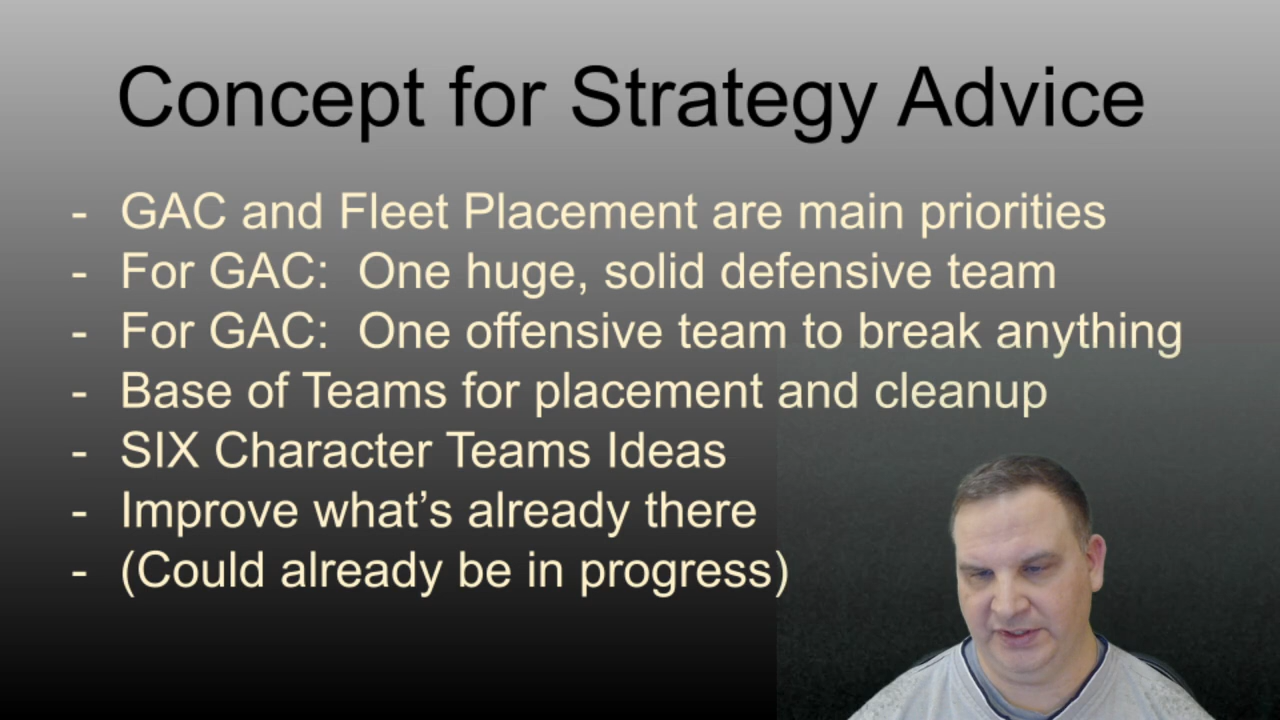 Concept for Strategy Advice
- GAC and Fleet Placement are main priorities
- For GAC:  One huge, solid defensive team
- For GAC:  One offensive team to break anything
- Base of Teams for placement and cleanup
- SIX Character Teams Ideas
- Improve what’s already there
- (Could already be in progress)